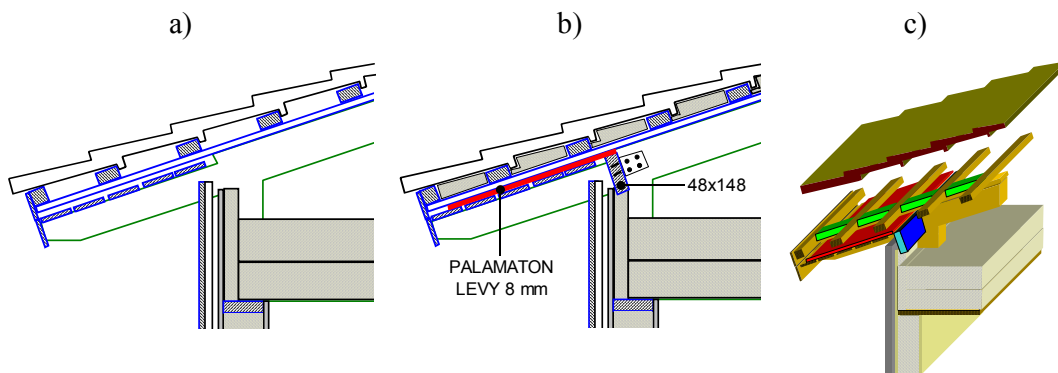 a)
b)
c)
48x148
PALAMATON
LEVY 8 mm